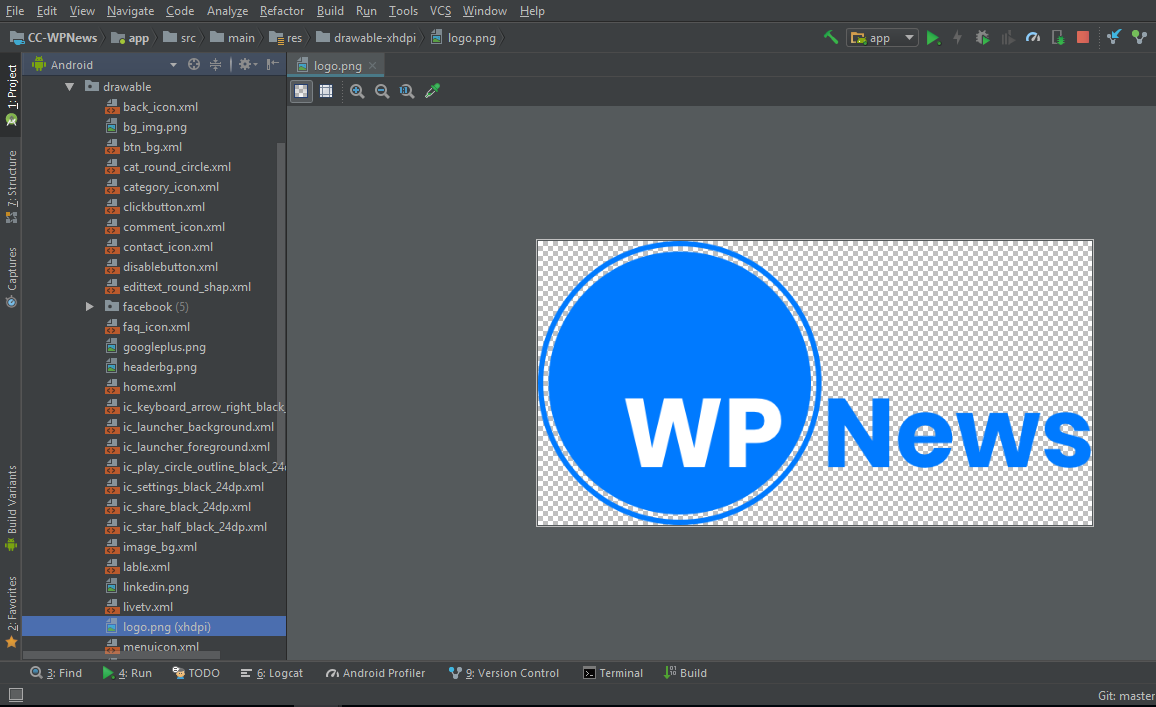 File Edit View Navigate Code Analyze Refactor Build Run Tools VCS Window Help
CC-WPNews app src main res drawable-xhdpi logo.png app
1: Project
7: Structure
Captures
Build Variants
2: Favorites
Android
drawable
back_icon.xml
bg_img.png
btn_bg.xml
cat_round_circle.xml
category_icon.xml
clickbutton.xml
comment_icon.xml
contact_icon.xml
disablebutton.xml
edittext_round_shap.xml
facebook (5)
faq_icon.xml
googleplus.png
headerbg.png
home.xml
ic_keyboard_arrow_right_black_
ic_launcher_background.xml
ic_launcher_foreground.xml
ic_play_circle_outline_black_24
ic_settings_black_24dp.xml
ic_share_black_24dp.xml
ic_star_half_black_24dp.xml
image_bg.xml
lable.xml
linkedin.png
livetv.xml
logo.png (xhdpi)
menuicon.xml
logo.png
WP News
3: Find 4: Run TODO 6: Logcat Android Profiler 9: Version Control Terminal Build
Git: master